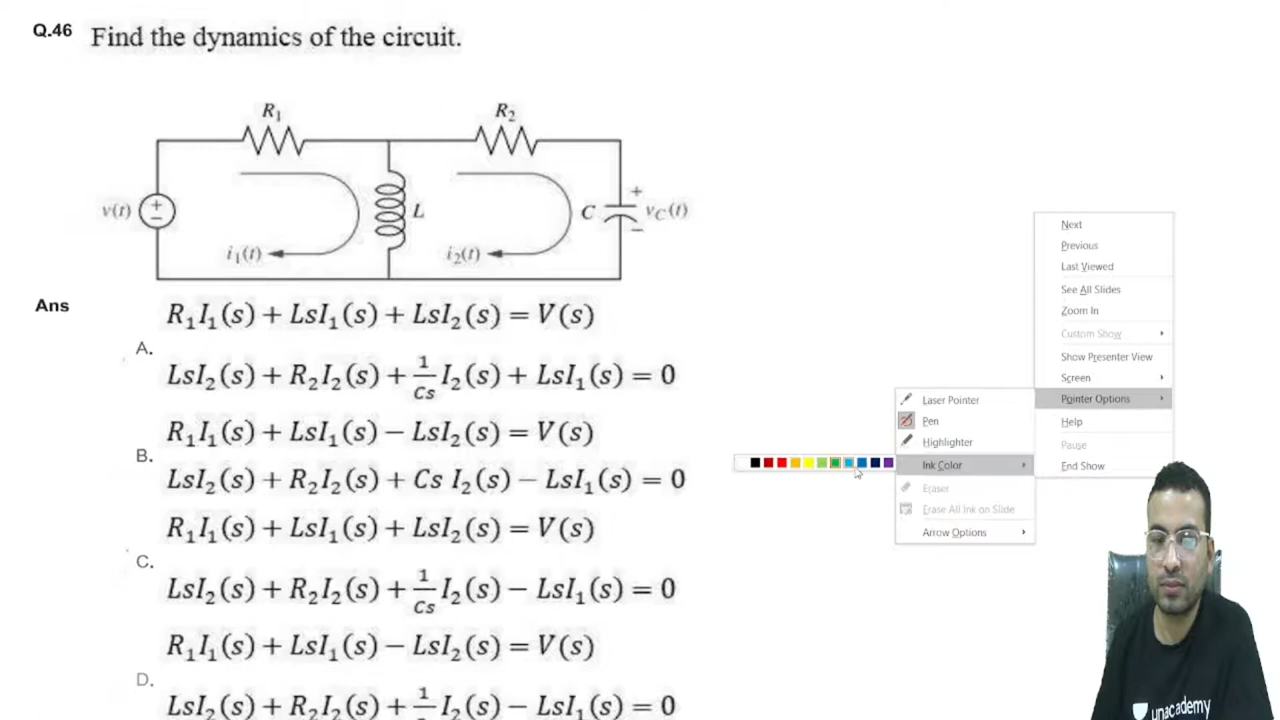 Q.46 Find the dynamics of the circuit.
R₁ R₂
v(t) + − L C + v_C(t) −
i₁(t) i₂(t)
Ans
A.
R₁I₁(s) + LsI₁(s) + LsI₂(s) = V(s)
LsI₂(s) + R₂I₂(s) + 1/Cs I₂(s) + LsI₁(s) = 0
B.
R₁I₁(s) + LsI₁(s) − LsI₂(s) = V(s)
LsI₂(s) + R₂I₂(s) + Cs I₂(s) − LsI₁(s) = 0
C.
R₁I₁(s) + LsI₁(s) + LsI₂(s) = V(s)
LsI₂(s) + R₂I₂(s) + 1/Cs I₂(s) − LsI₁(s) = 0
D.
R₁I₁(s) + LsI₁(s) − LsI₂(s) = V(s)
LsI₂(s) + R₂I₂(s) + 1/ I₂(s) − LsI₁(s) = 0
Next
Previous
Last Viewed
See All Slides
Zoom In
Custom Show
Show Presenter View
Screen
Pointer Options
Help
Pause
End Show
Laser Pointer
Pen
Highlighter
Ink Color
Eraser
Erase All Ink on Slide
Arrow Options
unacademy